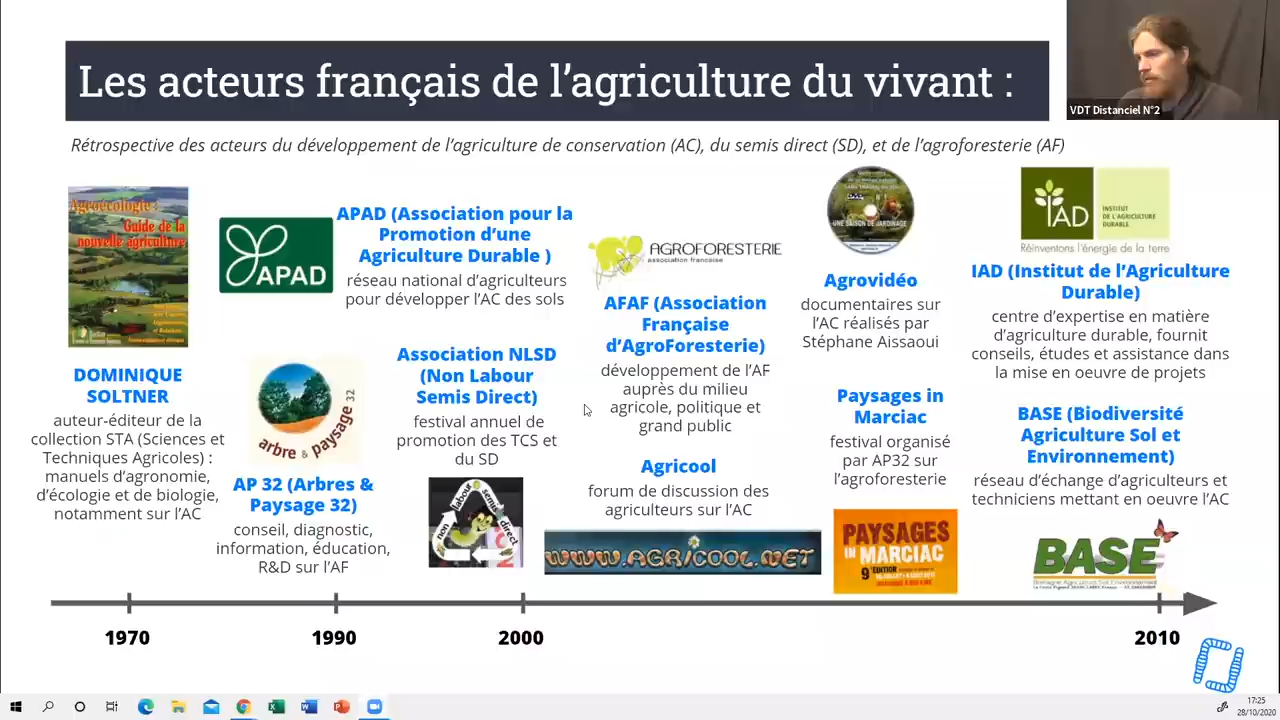 Les acteurs français de l’agriculture du vivant :
VDT Distanciel N°2
Rétrospective des acteurs du développement de l’agriculture de conservation (AC), du semis direct (SD), et de l’agroforesterie (AF)
Agroécologie :
Guide de la
nouvelle agriculture
DOMINIQUE
SOLTNER
auteur-éditeur de la
collection STA (Sciences et
Techniques Agricoles) :
manuels d’agronomie,
d’écologie et de biologie,
notamment sur l’AC
APAD
APAD (Association pour la
Promotion d’une
Agriculture Durable )
réseau national d’agriculteurs
pour développer l’AC des sols
arbre & paysage 32
AP 32 (Arbres &
Paysage 32)
conseil, diagnostic,
information, éducation,
R&D sur l’AF
Association NLSD
(Non Labour
Semis Direct)
festival annuel de
promotion des TCS et
du SD
non labour semis direct
AGROFORESTERIE
association française
AFAF (Association
Française
d’AgroForesterie)
développement de l’AF
auprès du milieu
agricole, politique et
grand public
Agricool
forum de discussion des
agriculteurs sur l’AC
WWW.AGRICOOL.NET
UNE SAISON DE JARDINAGE
Agrovidéo
documentaires sur
l’AC réalisés par
Stéphane Aissaoui
Paysages in
Marciac
festival organisé
par AP32 sur
l’agroforesterie
PAYSAGES
IN MARCIAC
9e ÉDITION
IAD
INSTITUT
DE L’AGRICULTURE
DURABLE
Réinventons l’énergie de la terre
IAD (Institut de l’Agriculture
Durable)
centre d’expertise en matière
d’agriculture durable, fournit
conseils, études et assistance dans
la mise en oeuvre de projets
BASE (Biodiversité
Agriculture Sol et
Environnement)
réseau d’échange d’agriculteurs et
techniciens mettant en oeuvre l’AC
BASE
Bretagne Agriculture Sol Environnement
1970
1990
2000
2010
17:25
28/10/2020